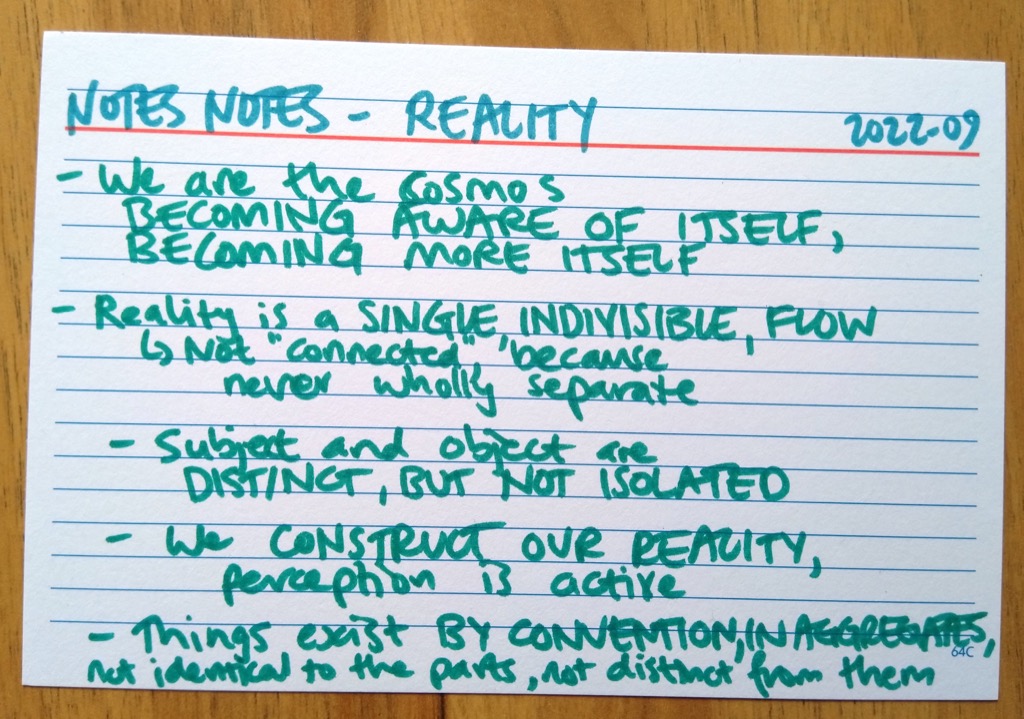 NOTES NOTES - REALITY 2022-09
- We are the cosmos
BECOMING AWARE OF ITSELF,
BECOMING MORE ITSELF
- Reality is a SINGLE, INDIVISIBLE, FLOW
↳ Not "connected", because
never wholly separate
- Subject and object are
DISTINCT, BUT NOT ISOLATED
- We CONSTRUCT OUR REALITY,
perception is active
- Things exist BY CONVENTION, IN AGGREGATES,
64C
not identical to the parts, not distinct from them